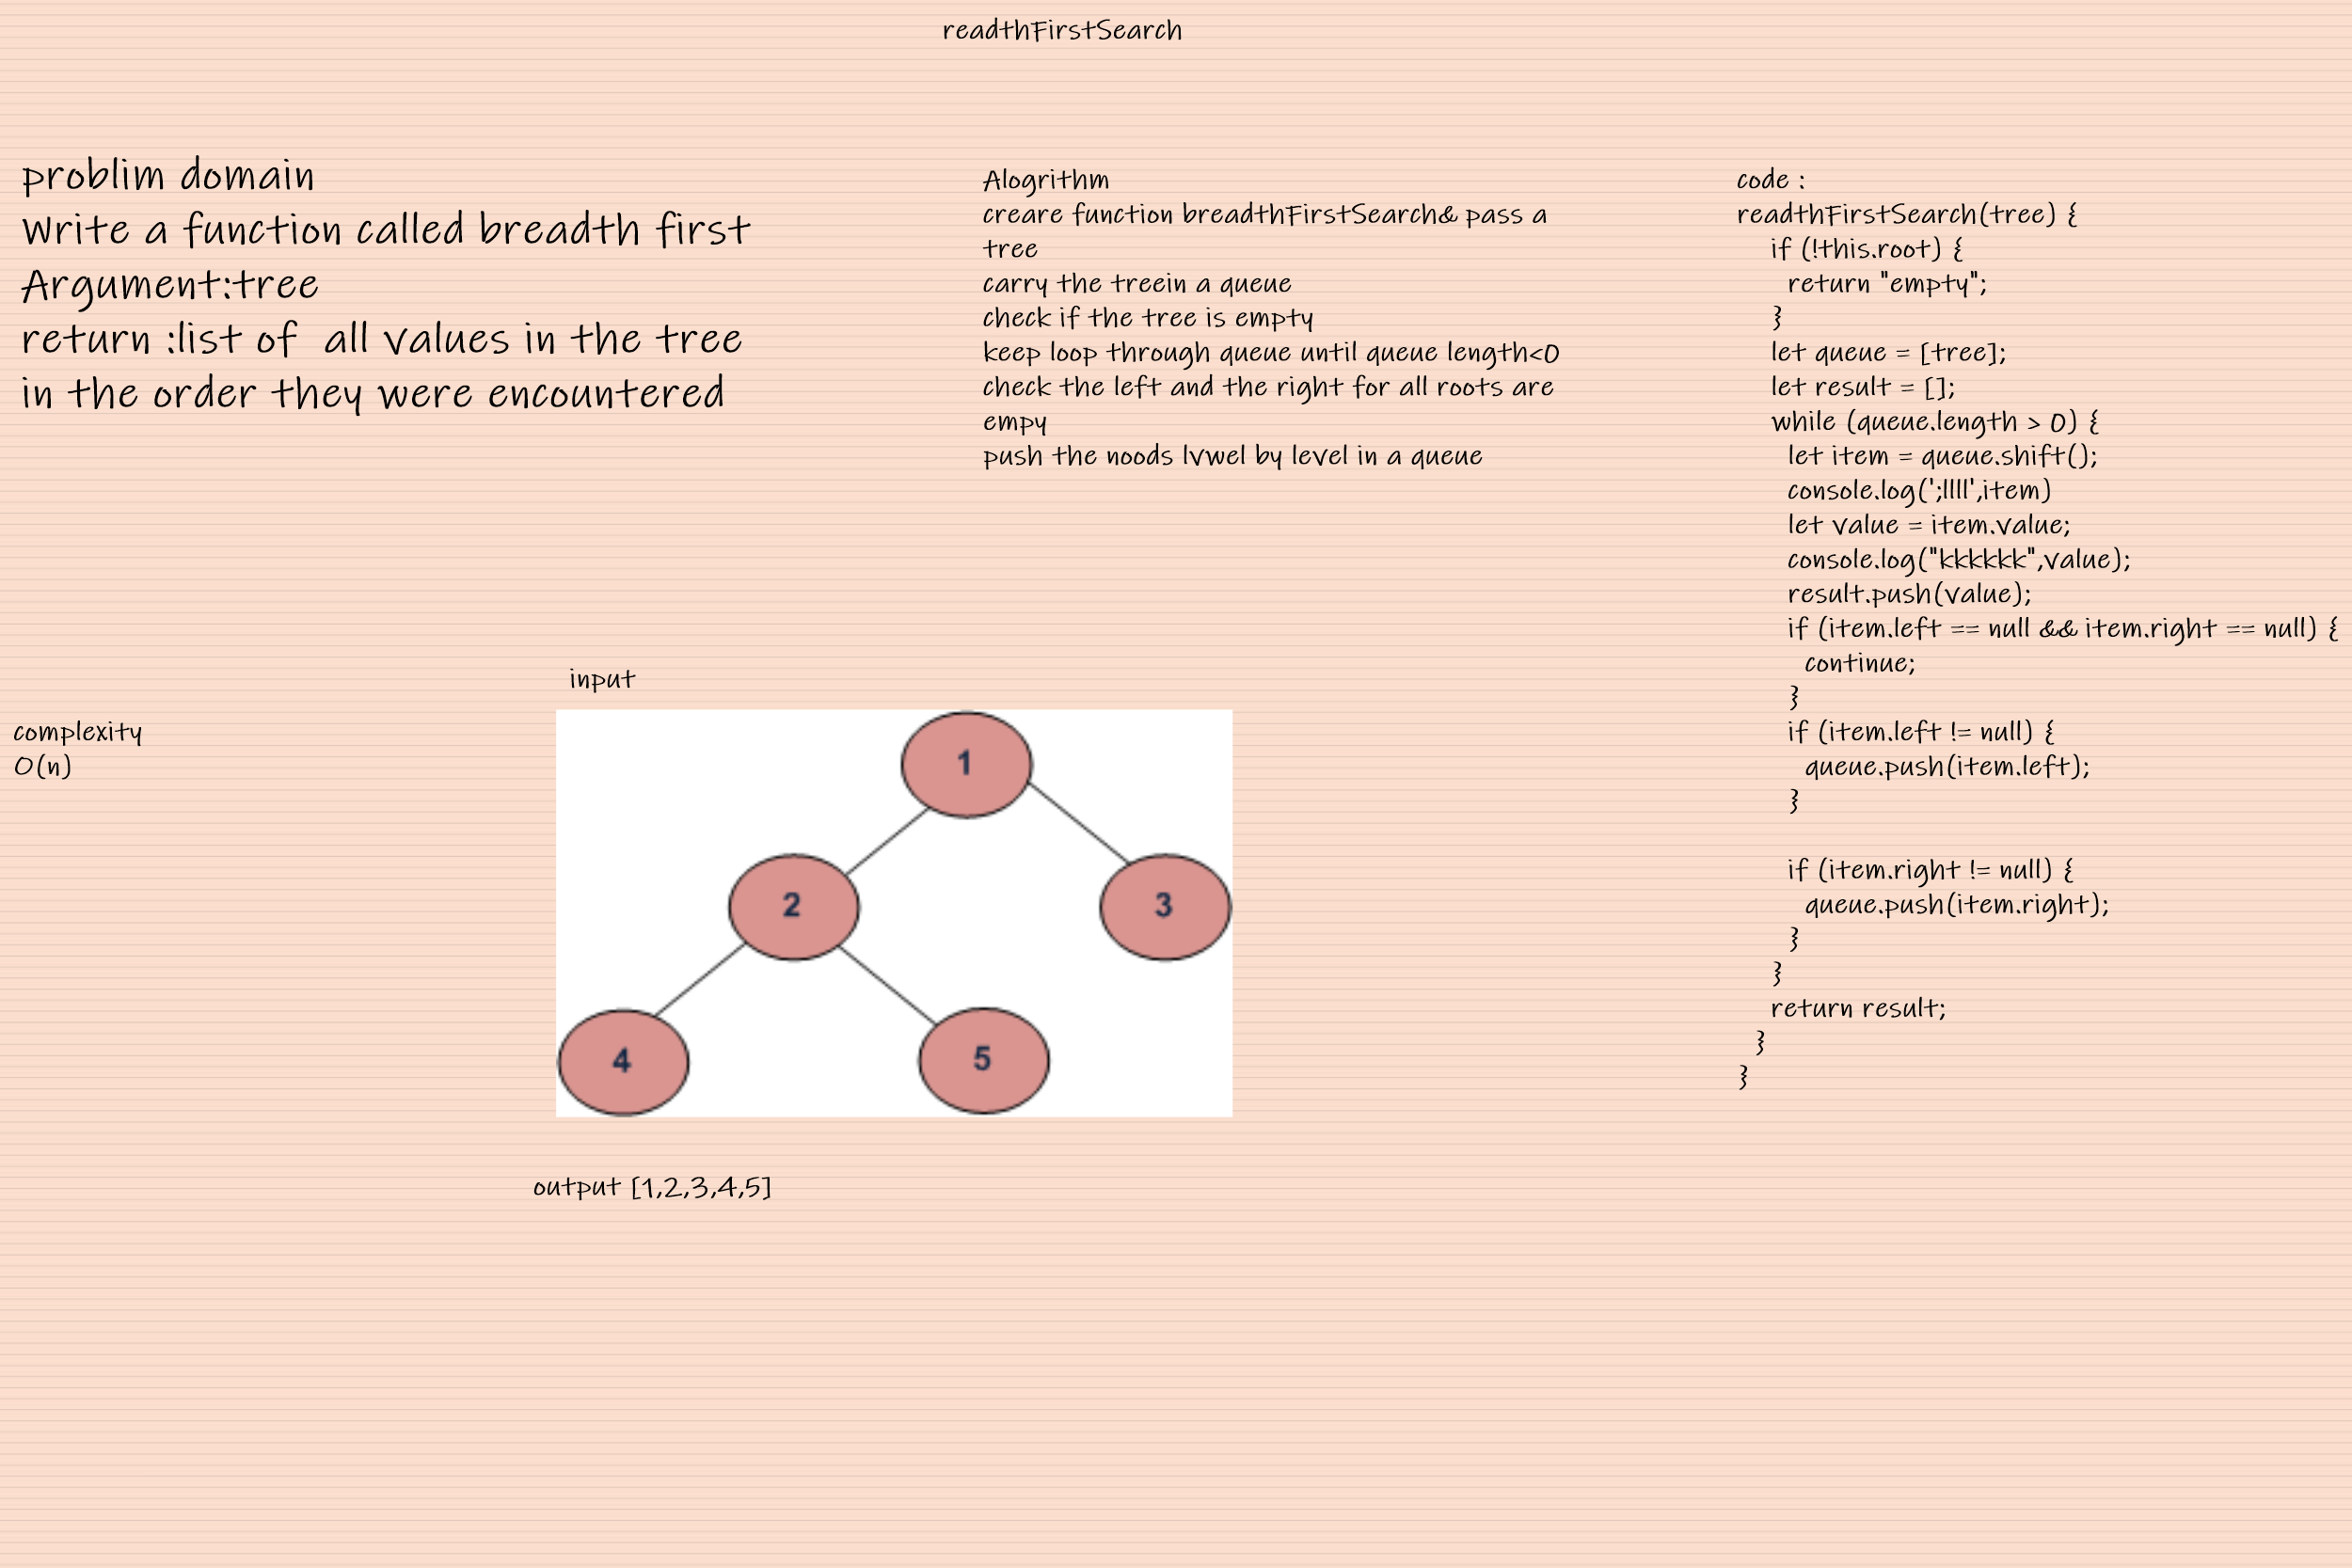 readthFirstSearch
problim domain
Write a function called breadth first
Argument:tree
return :list of  all values in the tree
in the order they were encountered
Alogrithm
creare function breadthFirstSearch& pass a
tree
carry the treein a queue
check if the tree is empty
keep loop through queue until queue length<0
check the left and the right for all roots are
empy
push the noods lvwel by level in a queue
code :
readthFirstSearch(tree) {
if (!this.root) {
return "empty";
}
let queue = [tree];
let result = [];
while (queue.length > 0) {
let item = queue.shift();
console.log(';llll',item)
let value = item.value;
console.log("kkkkkk",value);
result.push(value);
if (item.left == null && item.right == null) {
continue;
}
if (item.left != null) {
queue.push(item.left);
}
if (item.right != null) {
queue.push(item.right);
}
}
return result;
}
}
complexity
O(n)
input
1
2
3
4
5
output [1,2,3,4,5]